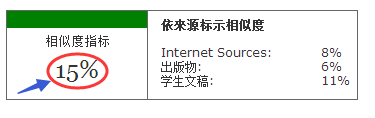 相似度指标
15%
依來源标示相似度
Internet Sources: 8%
出版物: 6%
学生文稿: 11%